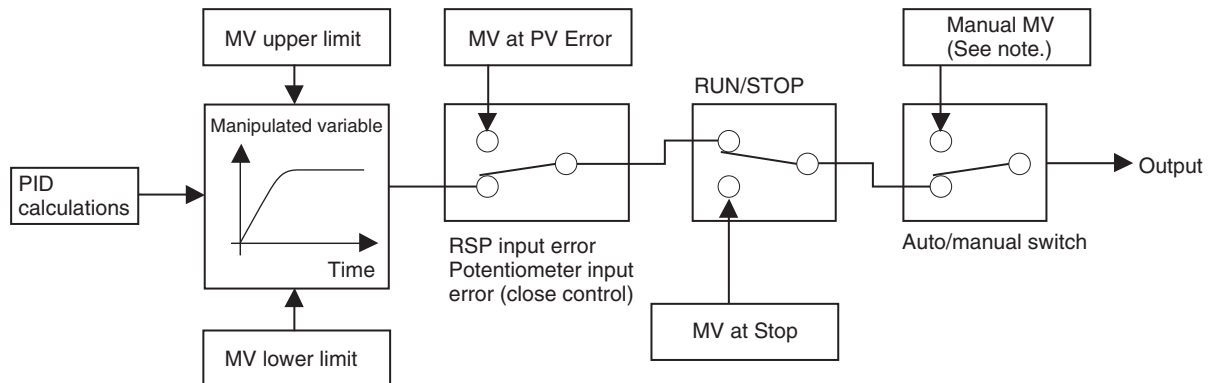 MV upper limit
MV at PV Error
Manual MV
(See note.)
RUN/STOP
Manipulated variable
PID
calculations
Output
Time
RSP input error
Potentiometer input
error (close control)
Auto/manual switch
MV at Stop
MV lower limit